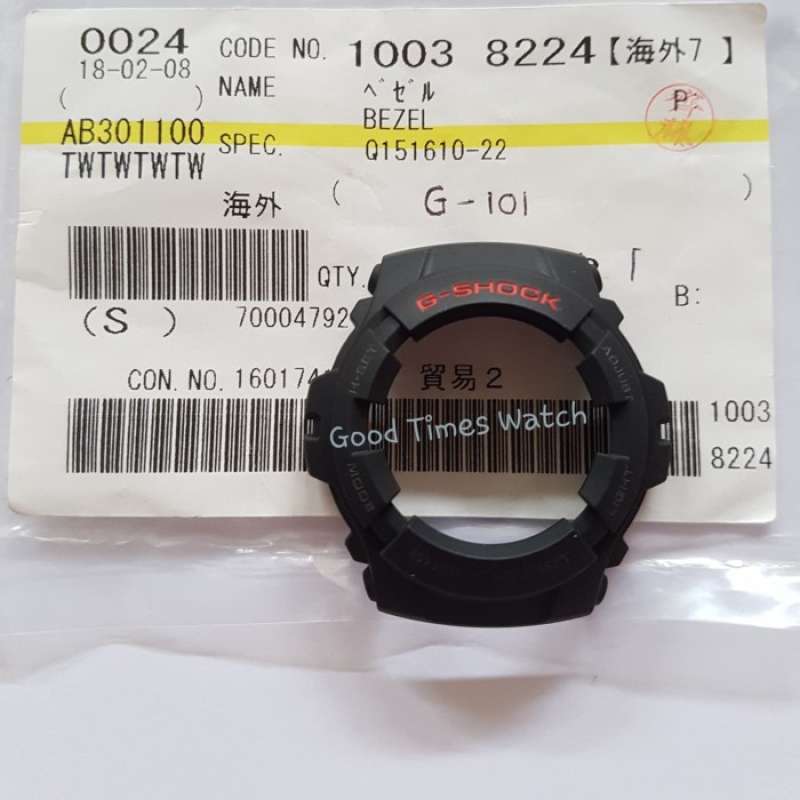 0024 CODE NO. 1003 8224【海外7 】
18-02-08
( ) NAME ﾍﾞｾﾞﾙ
BEZEL
P
AB301100 SPEC. Q151610-22
TWTWTWTW
海外 ( G-101 )
QTY.
「
B:
(S ) 70004792
CON. NO. 160174
貿易2
1003
8224
G-SHOCK
ADJUST
MODE
Good Times Watch